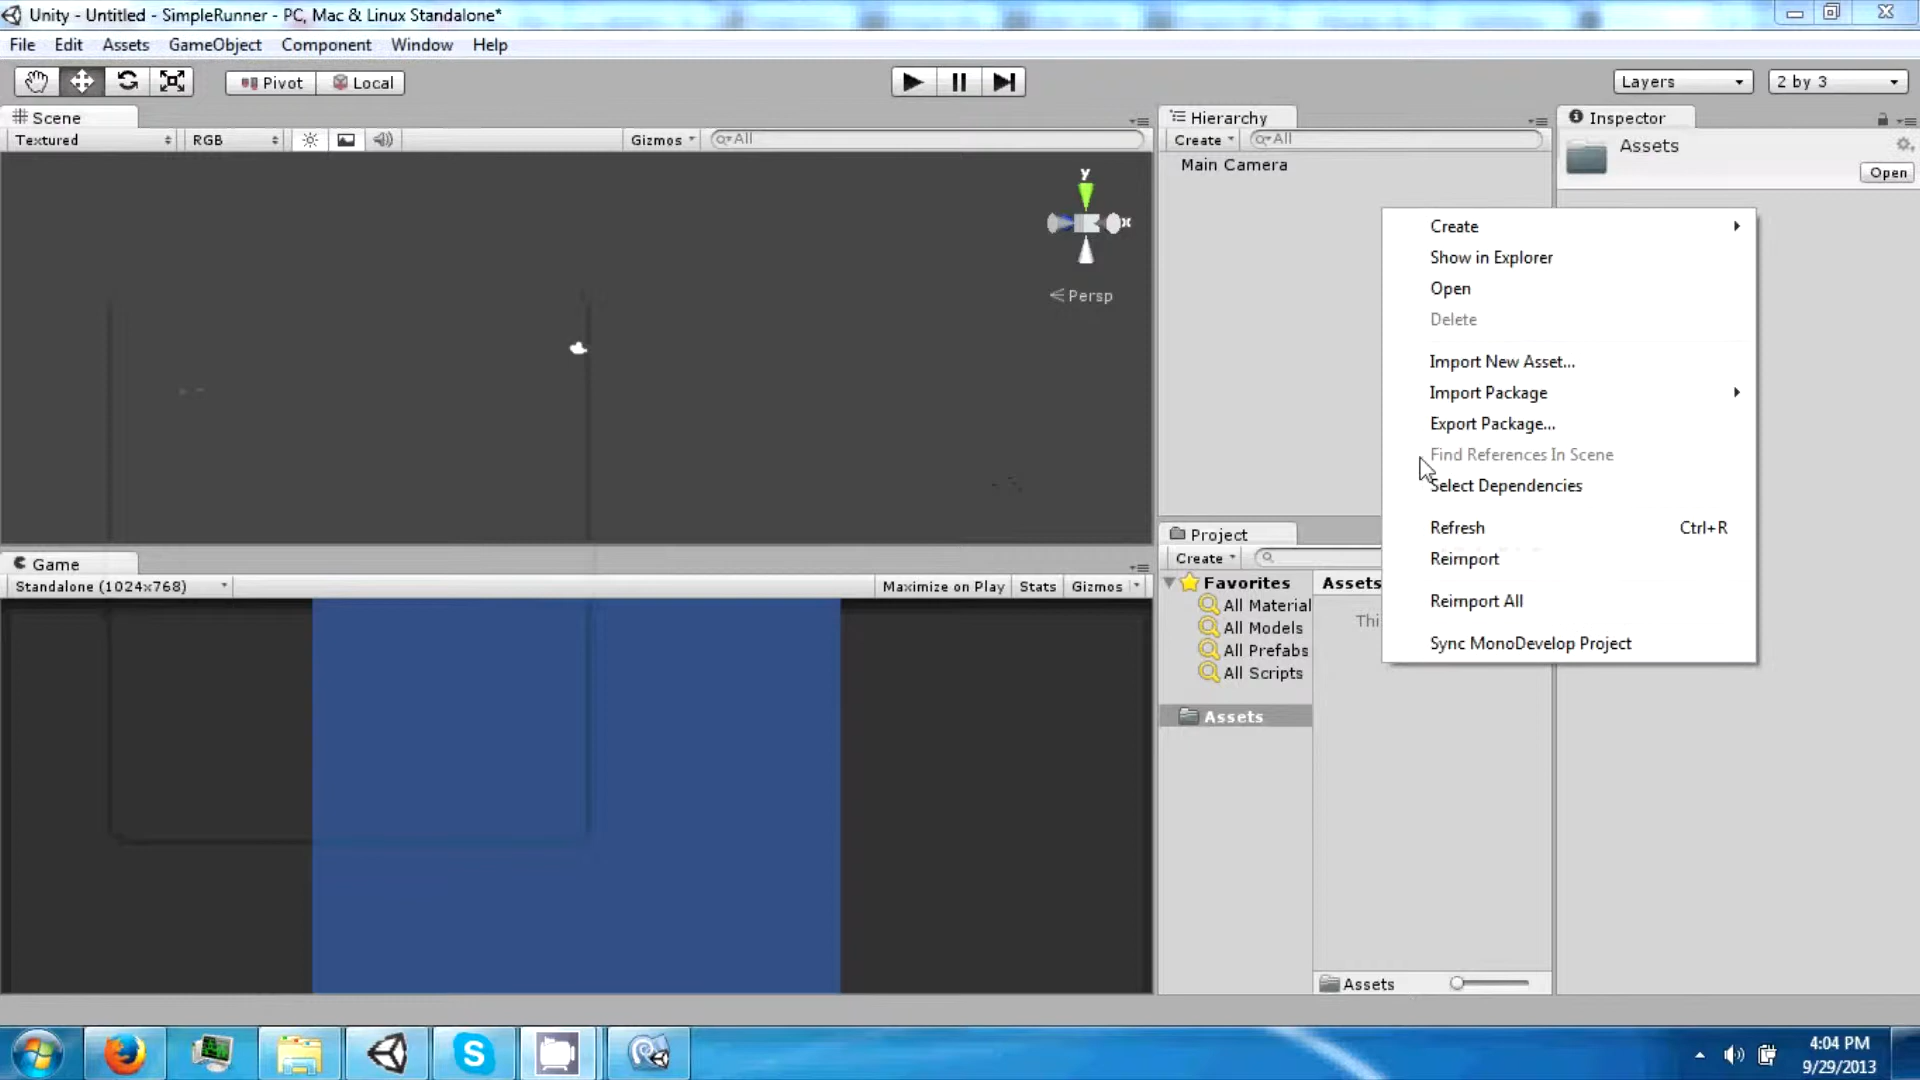 Unity - Untitled - SimpleRunner - PC, Mac & Linux Standalone*
File Edit Assets GameObject Component Window Help
Pivot Local
Layers 2 by 3
Scene
Textured RGB Gizmos All
y
x
Persp
Hierarchy
Create All
Main Camera
Inspector
Assets
Open
Create
Show in Explorer
Open
Delete
Import New Asset...
Import Package
Export Package...
Find References In Scene
Select Dependencies
Refresh Ctrl+R
Reimport
Reimport All
Sync MonoDevelop Project
Game
Standalone (1024x768) Maximize on Play Stats Gizmos
Project
Create
Favorites
All Material
All Models
All Prefabs
All Scripts
Assets
Assets
Thi
Assets
S
4:04 PM
9/29/2013